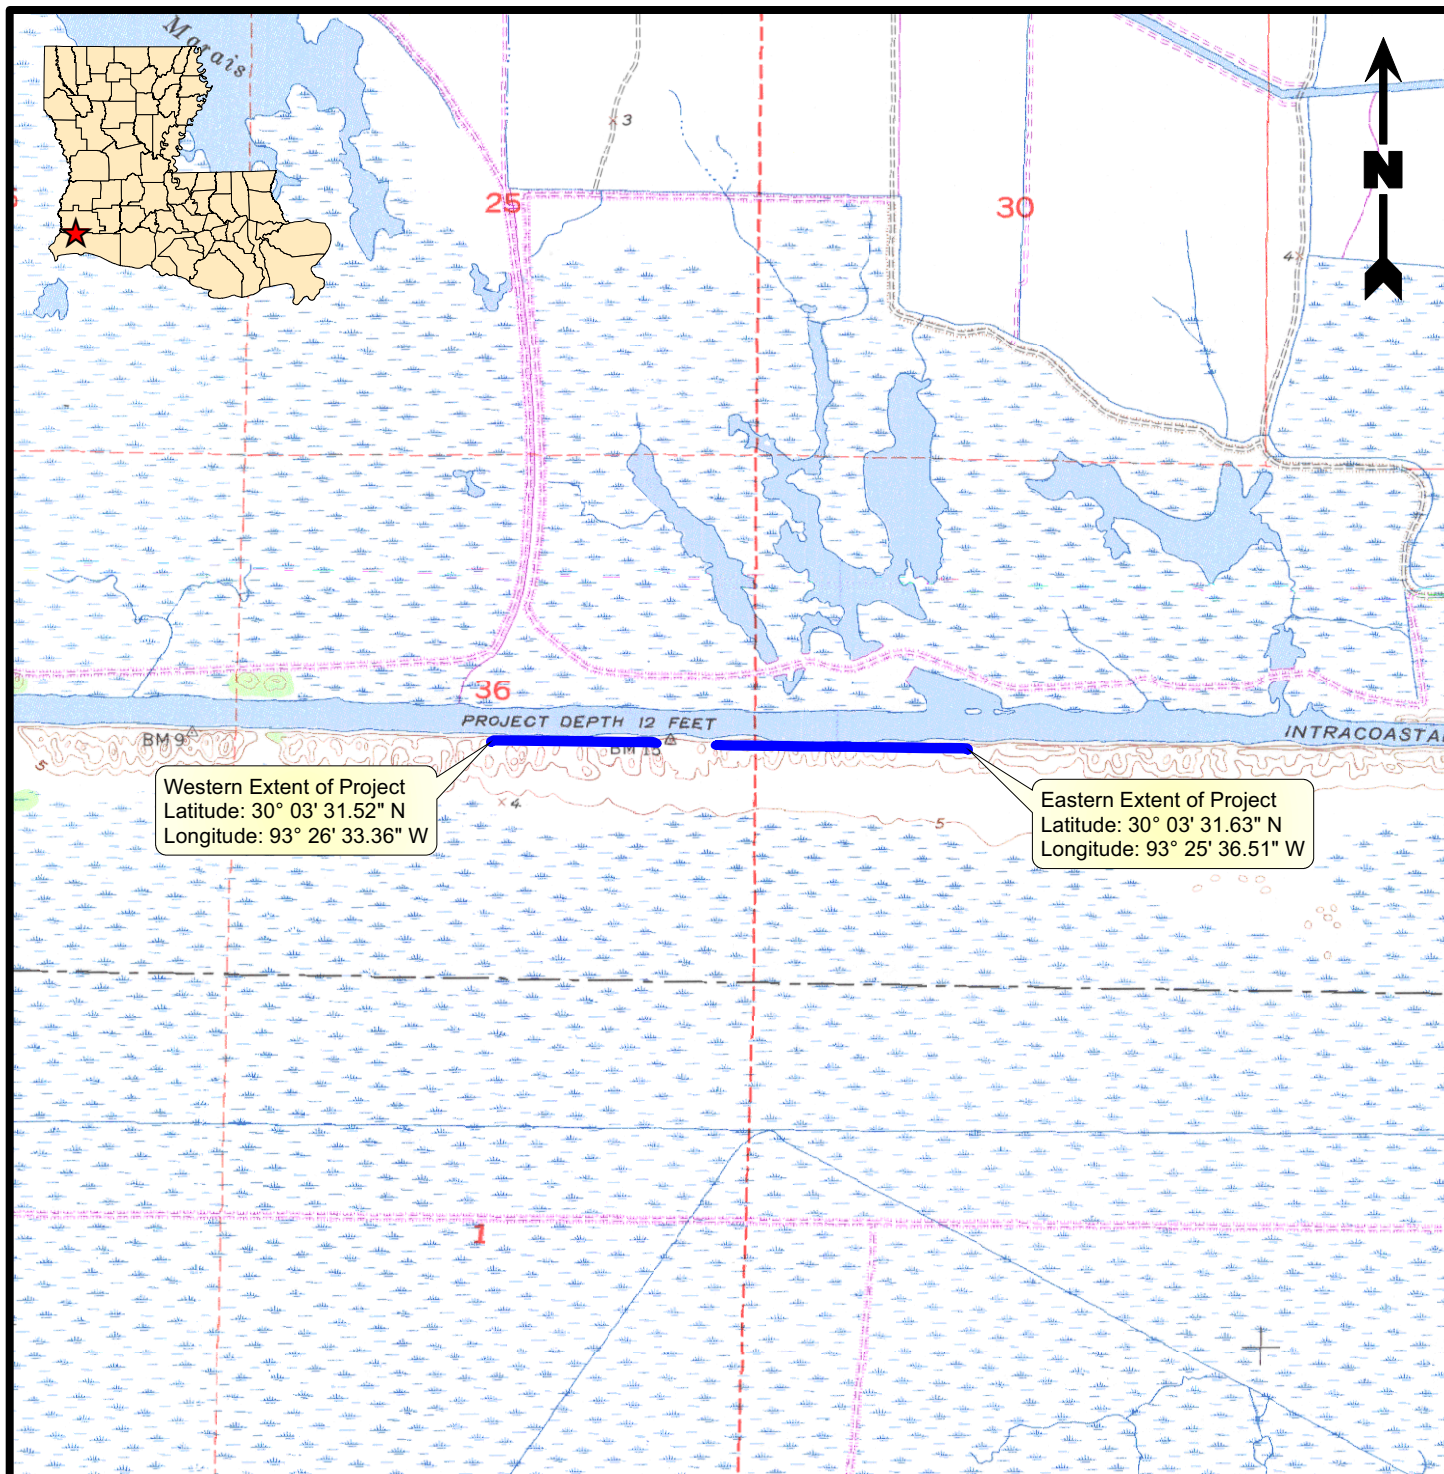 Marais
3
25
30
N
4
36
PROJECT DEPTH 12 FEET
INTRACOASTAL
BM 9
BM 13
5
Western Extent of Project
Latitude: 30° 03' 31.52" N
Longitude: 93° 26' 33.36" W
4
5
Eastern Extent of Project
Latitude: 30° 03' 31.63" N
Longitude: 93° 25' 36.51" W
1